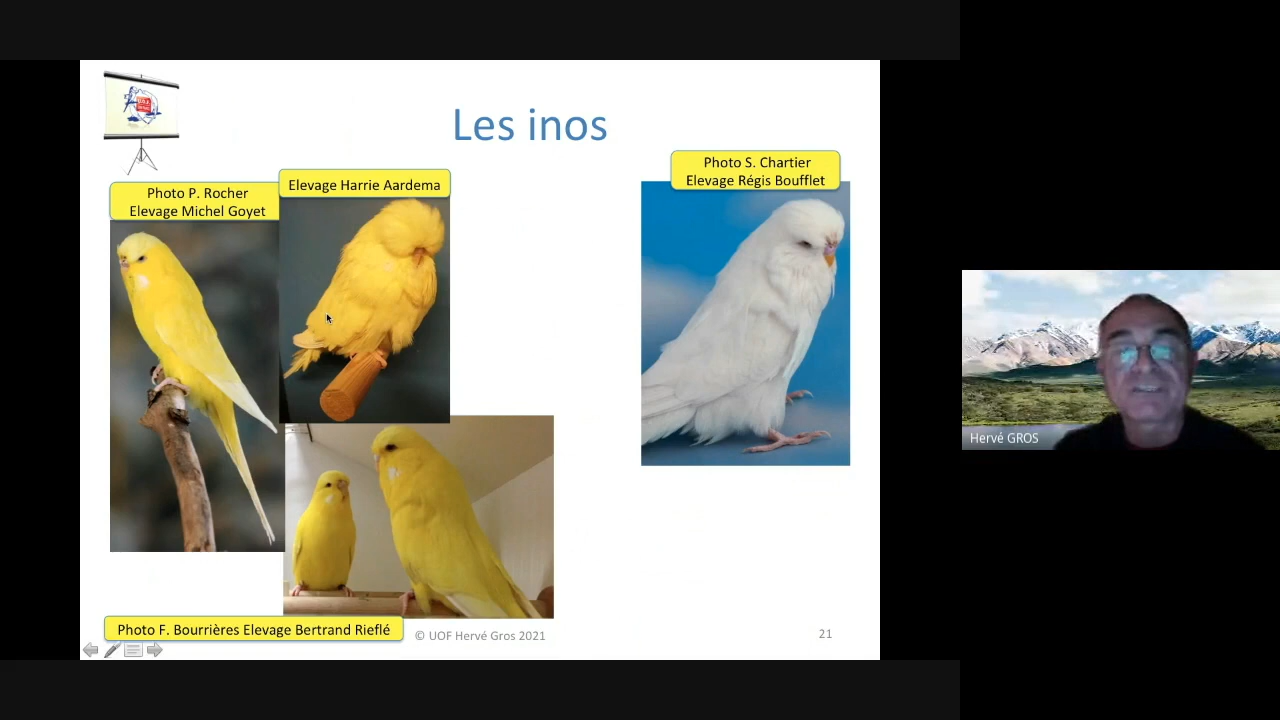 Les inos
Photo P. Rocher
Elevage Michel Goyet
Elevage Harrie Aardema
Photo S. Chartier
Elevage Régis Boufflet
Hervé GROS
Photo F. Bourrières Elevage Bertrand Rieflé
© UOF Hervé Gros 2021
21